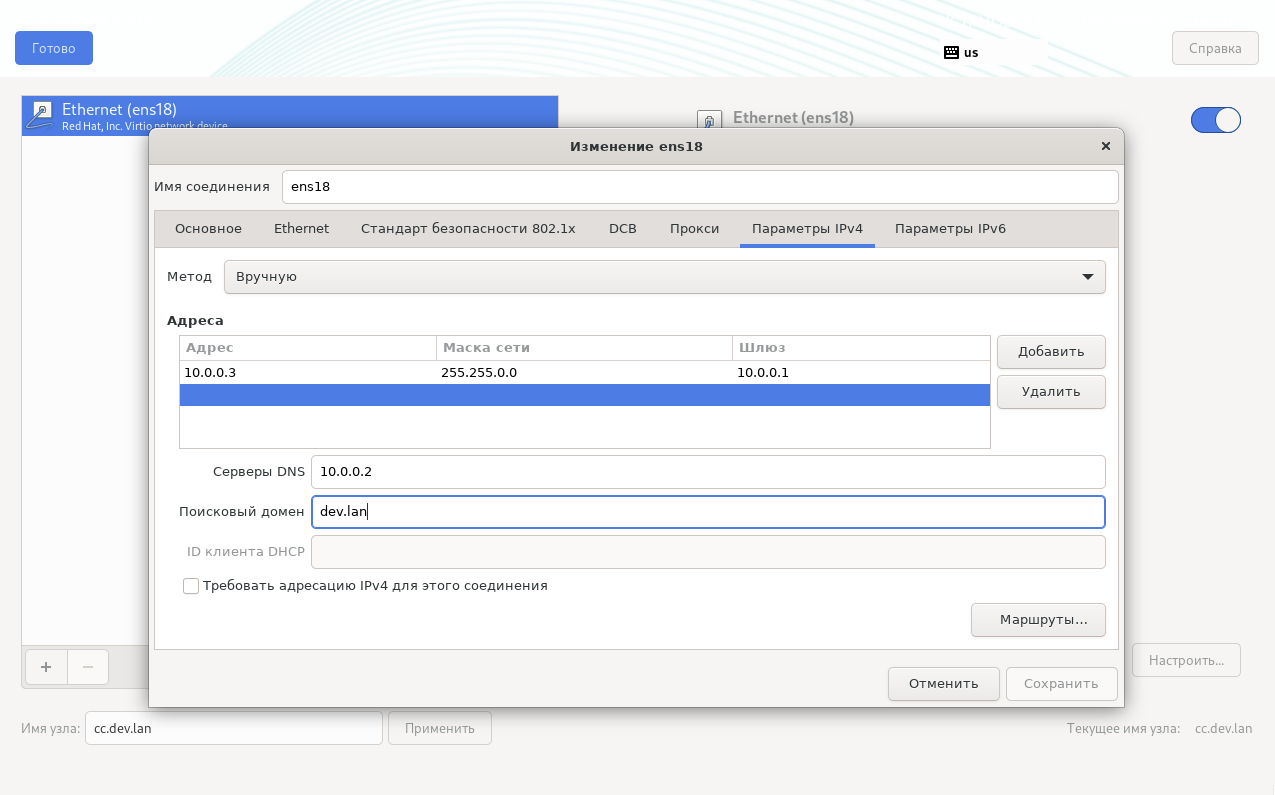 Готово
us
Справка
Ethernet (ens18)
Red Hat, Inc. Virtio network device
Ethernet (ens18)
Изменение ens18
Имя соединения ens18
Основное Ethernet Стандарт безопасности 802.1x DCB Прокси Параметры IPv4 Параметры IPv6
Метод Вручную
Адреса
Адрес Маска сети Шлюз
10.0.0.3 255.255.0.0 10.0.0.1
Добавить
Удалить
Серверы DNS 10.0.0.2
Поисковый домен dev.lan
ID клиента DHCP
Требовать адресацию IPv4 для этого соединения
Маршруты…
Отменить Сохранить
Настроить...
Имя узла: cc.dev.lan Применить Текущее имя узла: cc.dev.lan